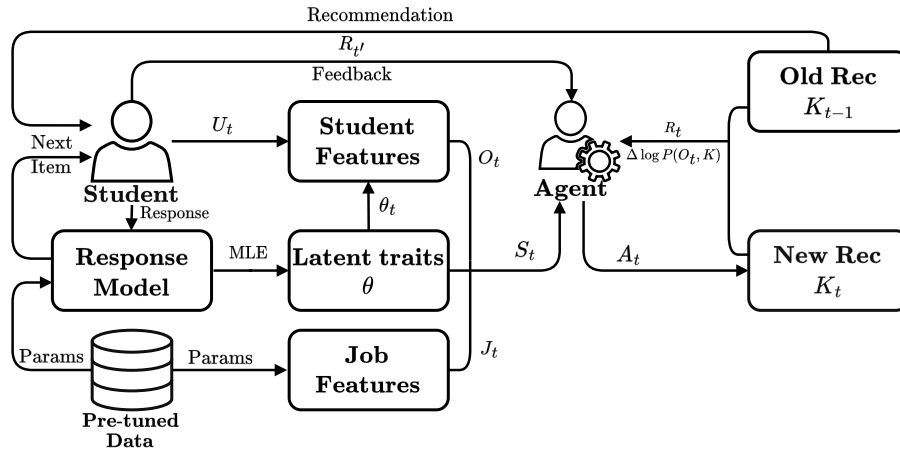 Recommendation
R_{t'}
Feedback
Old Rec
K_{t−1}
Next
Item
U_t
Student
Features
O_t
R_t
Δ log P(O_t, K)
Student
Agent
Response
θ_t
Response
Model
MLE
Latent traits
θ
S_t
A_t
New Rec
K_t
Params
Params
Job
Features
J_t
Pre-tuned
Data